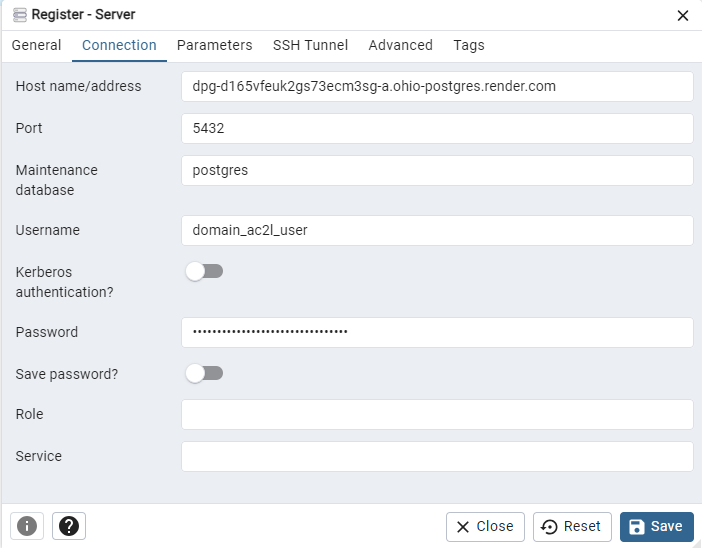 Register - Server
General Connection Parameters SSH Tunnel Advanced Tags
Host name/address dpg-d165vfeuk2gs73ecm3sg-a.ohio-postgres.render.com
Port 5432
Maintenance
database
postgres
Username domain_ac2l_user
Kerberos
authentication?
Password ••••••••••••••••••••••••••••••••
Save password?
Role
Service
Close Reset Save